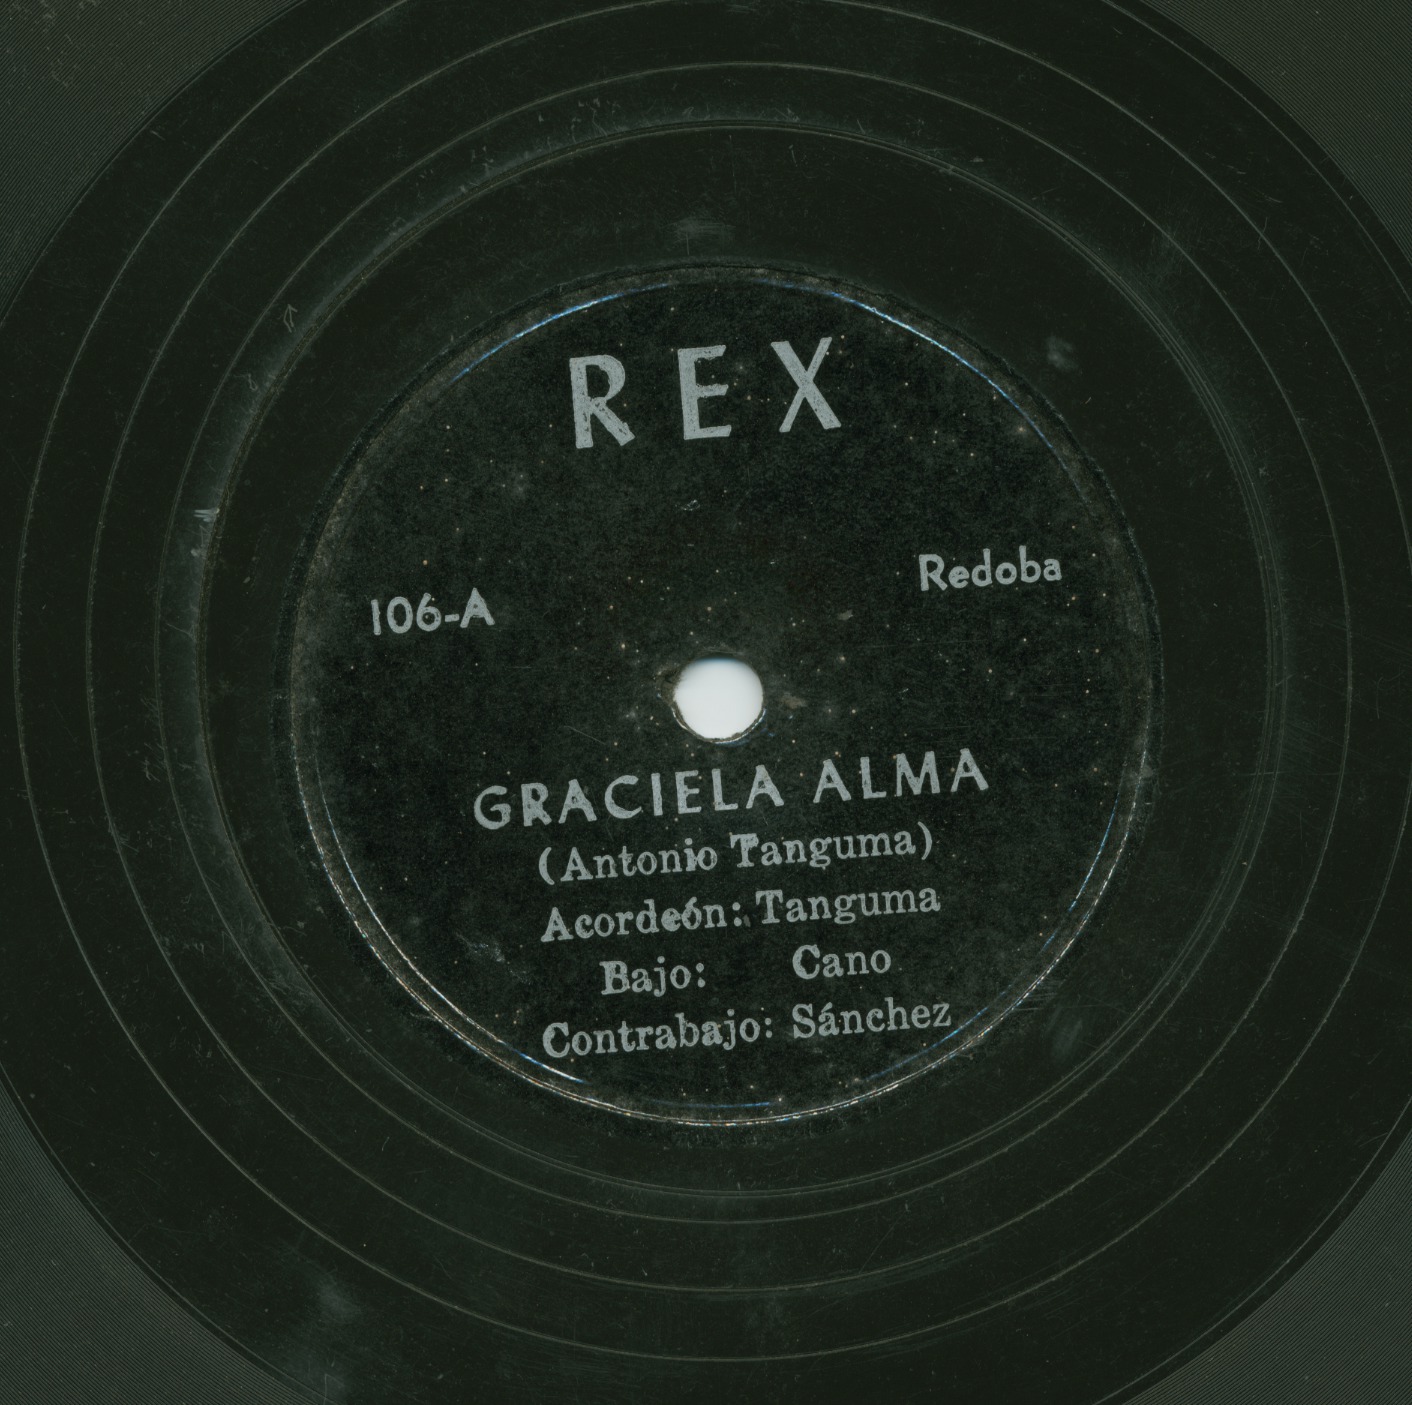 REX
106-A
Redoba
GRACIELA ALMA
(Antonio Tanguma)
Acordeón: Tanguma
Bajo: Cano
Contrabajo: Sánchez